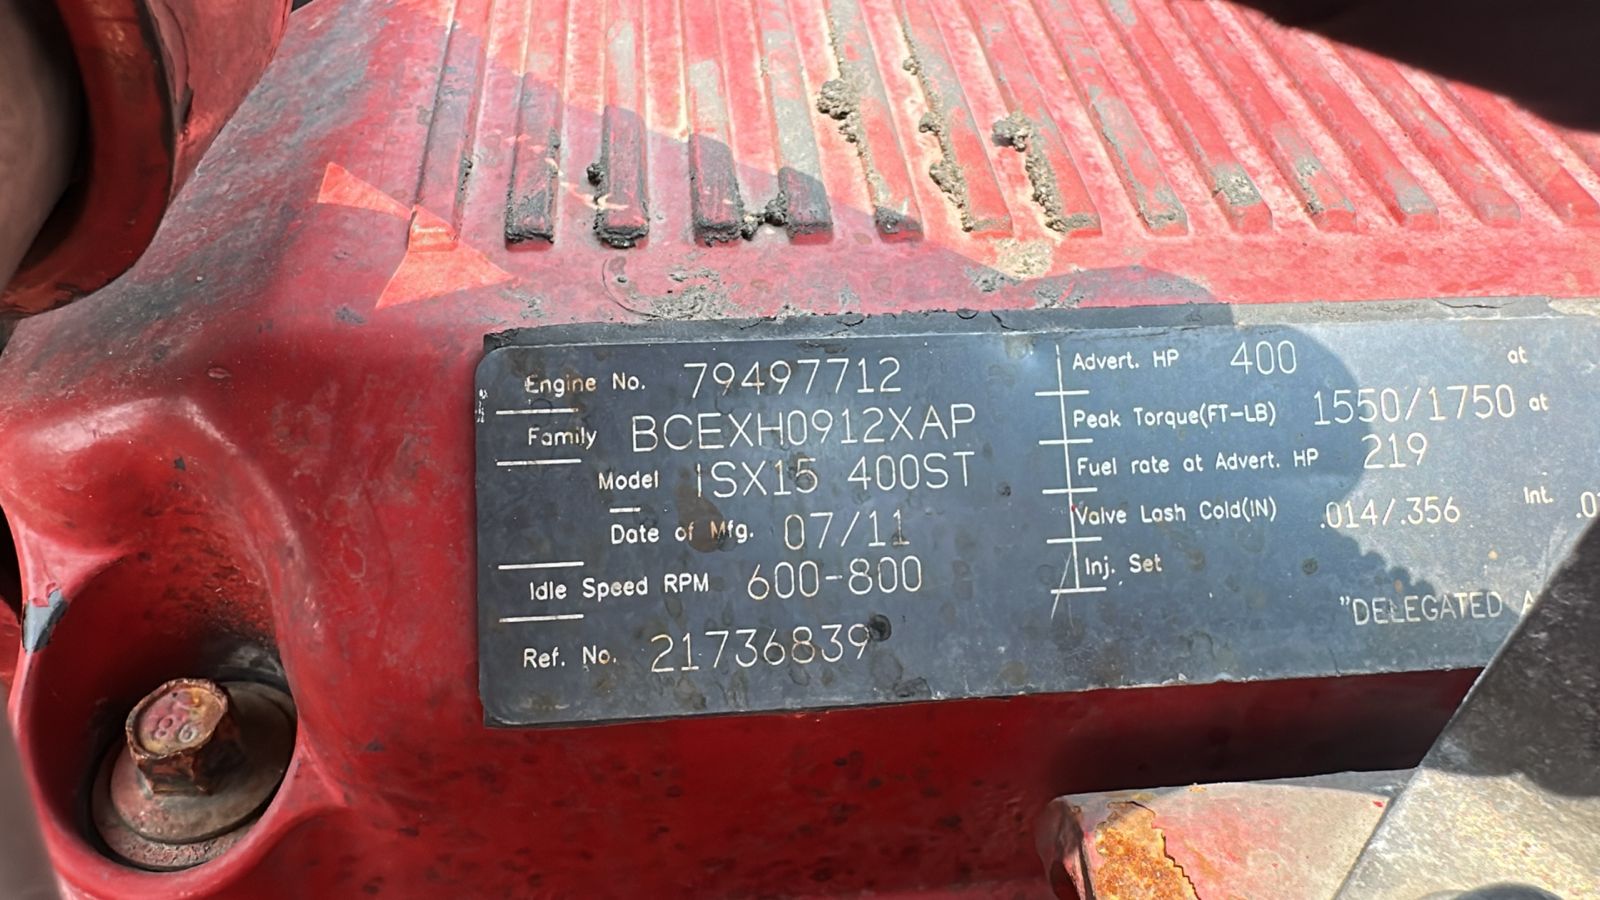 Engine No. 79497712
Family BCEXH0912XAP
Model ISX15 400ST
Date of Mfg. 07/11
Idle Speed RPM 600-800
Ref. No. 21736839
Advert. HP 400 at
Peak Torque(FT-LB) 1550/1750 at
Fuel rate at Advert. HP 219
Valve Lash Cold(IN) .014/.356 Int.
Inj. Set
"DELEGATED